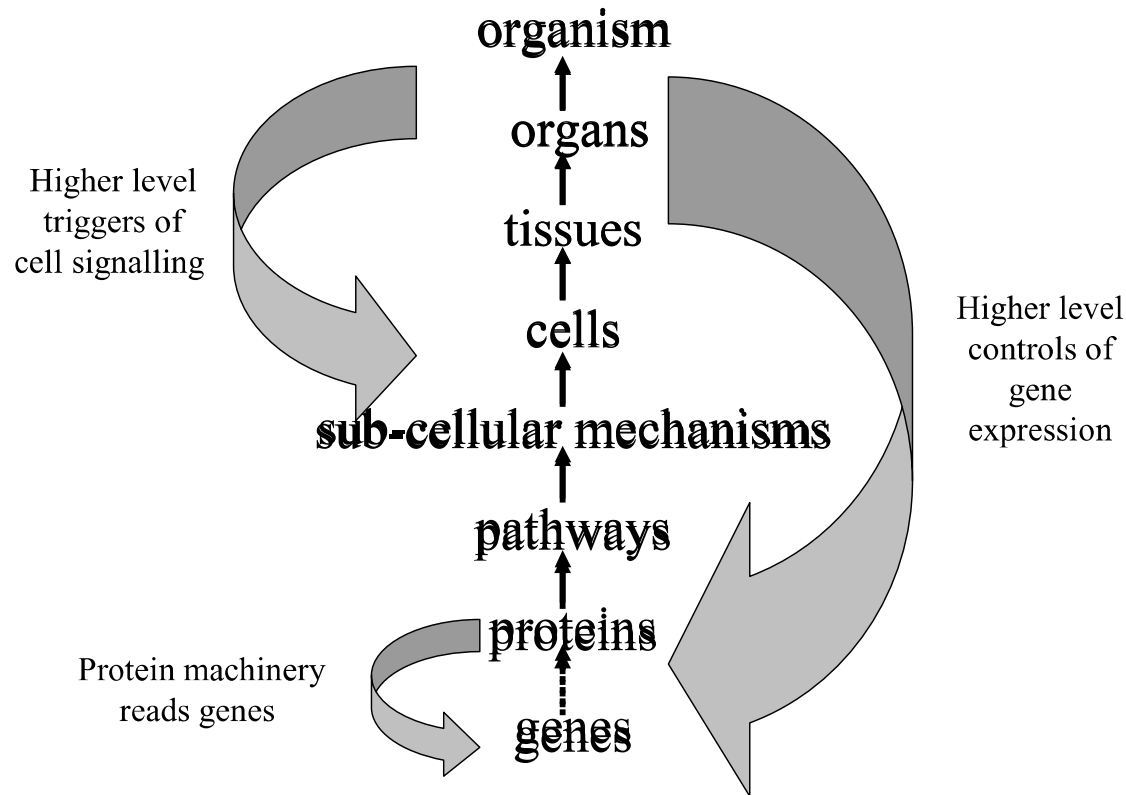 organism
organs
Higher level
triggers of
cell signalling
tissues
cells
Higher level
controls of
gene
expression
sub-cellular mechanisms
pathways
proteins
Protein machinery
reads genes
genes